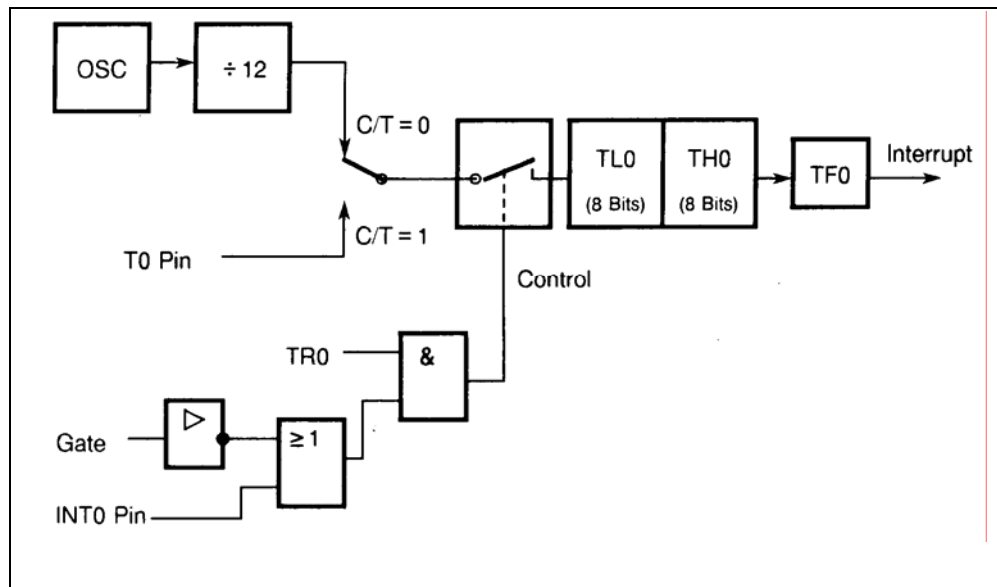 OSC
÷ 12
C/T = 0
TL0
(8 Bits)
TH0
(8 Bits)
TF0
Interrupt
C/T = 1
T0 Pin
Control
TR0
&
Gate
≥ 1
INT0 Pin